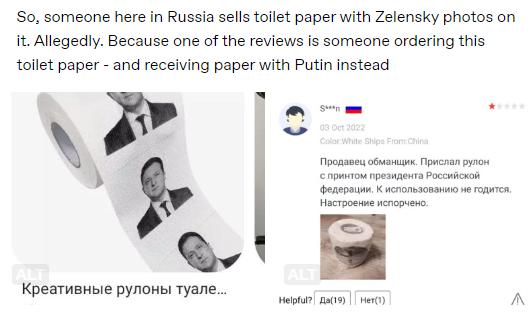 So, someone here in Russia sells toilet paper with Zelensky photos on
it. Allegedly. Because one of the reviews is someone ordering this
toilet paper - and receiving paper with Putin instead
S***n
03 Oct 2022
Color:White Ships From:China
Продавец обманщик. Прислал рулон
с принтом президента Российской
федерации. К использованию не годится.
Настроение испорчено.
ALT
Креативные рулоны туале...
ALT
Helpful? Да(19) Нет(1)